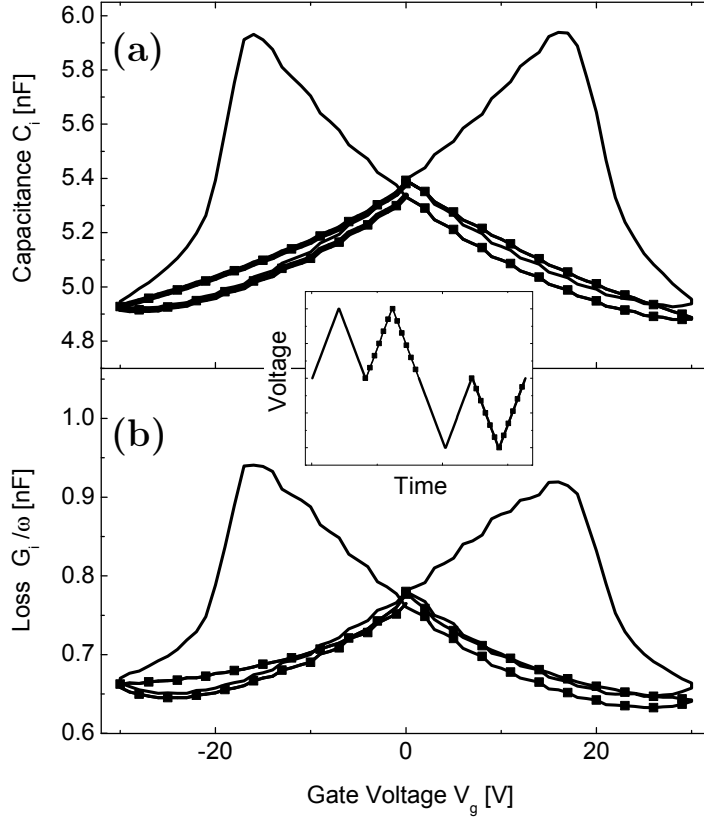 (a)
6.0
5.8
5.6
5.4
5.2
5.0
4.8
Capacitance C_i [nF]
Voltage
Time
(b)
1.0
0.9
0.8
0.7
0.6
Loss G_i /ω [nF]
-20
0
20
Gate Voltage V_g [V]